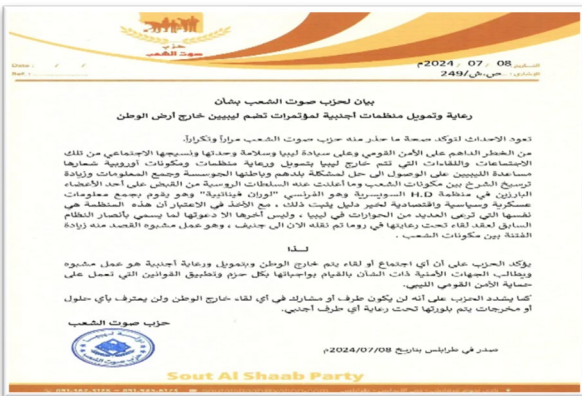 حزب
صوت الشعب
التاريخ 08 / 07 / 2024م
Date : / /
الإشاري : .ص.ش/249
Ref :
بيان لحزب صوت الشعب بشأن
رعاية وتمويل منظمات أجنبية لمؤتمرات تضم ليبيين خارج أرض الوطن
تعود الاحداث لتوكد صحة ما حذر منه حزب صوت الشعب مراراً وتكراراً.
من الخطر الداهم على الأمن القومي وعلى سيادة ليبيا وسلامة وحدتها ونسيجها الاجتماعي من تلك
الاجتماعات واللقاءات التي تتم خارج ليبيا بتمويل ورعاية منظمات ومكونات أوروبية شعارها
مساعدة الليبيين على الوصول الى حل لمشكلة بلدهم وباطنها الجوسسة وجمع المعلومات وزيادة
ترسيخ الشرخ بين مكونات الشعب وما أعلنت عنه السلطات الروسية من القبض على أحد الأعضاء
البارزين في منظمة H.D السويسرية وهو الفرنسي "لوران فيناتيية" وهو يقوم بجمع معلومات
عسكرية وسياسية واقتصادية لخير دليل يثبت ذلك ، مع الأخذ في الاعتبار أن هذه المنظمة هي
نفسها التي ترعى العديد من الحوارات في ليبيا ، وليس آخرها الا دعوتها لما يسمى بأنصار النظام
السابق لعقد لقاء تحت رعايتها في روما تم نقله الان الى جنيف ، وهو عمل مشبوه القصد منه زيادة
الفتنة بين مكونات الشعب .
لـــذا
يؤكد الحزب على أن أي اجتماع أو لقاء يتم خارج الوطن وبتمويل ورعاية أجنبية هو عمل مشبوه
ويطالب الجهات الأمنية ذات الشأن بالقيام بواجباتها بكل حزم وتطبيق القوانين التي تعمل على
حماية الأمن القومي الليبي.
كما يشدد الحزب على أنه لن يكون طرف أو مشارك في أي لقاء خارج الوطن ولن يعترف بأي حلول
أو مخرجات يتم بلورتها تحت رعاية أي طرف أجنبي.
حزب صوت الشعب
صدر في طرابلس بتاريخ 2024/07/08م
Sout Al Shaab Party